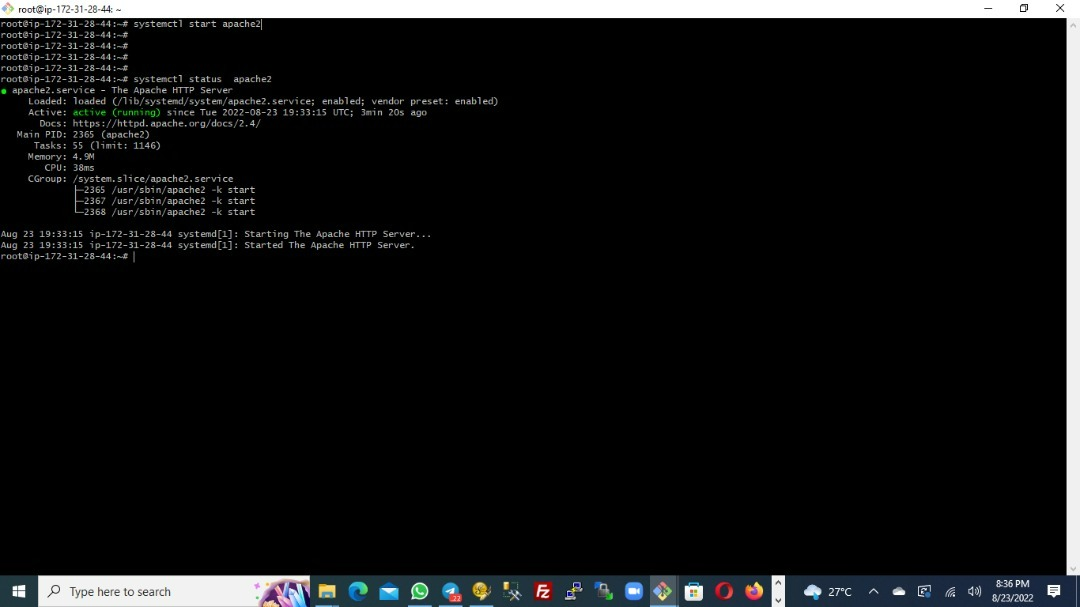 root@ip-172-31-28-44: ~
root@ip-172-31-28-44:~# systemctl start apache2
root@ip-172-31-28-44:~#
root@ip-172-31-28-44:~#
root@ip-172-31-28-44:~#
root@ip-172-31-28-44:~#
root@ip-172-31-28-44:~# systemctl status  apache2
● apache2.service - The Apache HTTP Server
Loaded: loaded (/lib/systemd/system/apache2.service; enabled; vendor preset: enabled)
Active: active (running) since Tue 2022-08-23 19:33:15 UTC; 3min 20s ago
Docs: https://httpd.apache.org/docs/2.4/
Main PID: 2365 (apache2)
Tasks: 55 (limit: 1146)
Memory: 4.9M
CPU: 38ms
CGroup: /system.slice/apache2.service
├─2365 /usr/sbin/apache2 -k start
├─2367 /usr/sbin/apache2 -k start
└─2368 /usr/sbin/apache2 -k start
Aug 23 19:33:15 ip-172-31-28-44 systemd[1]: Starting The Apache HTTP Server...
Aug 23 19:33:15 ip-172-31-28-44 systemd[1]: Started The Apache HTTP Server.
root@ip-172-31-28-44:~#
Type here to search
22
Fz
27°C
8:36 PM
8/23/2022